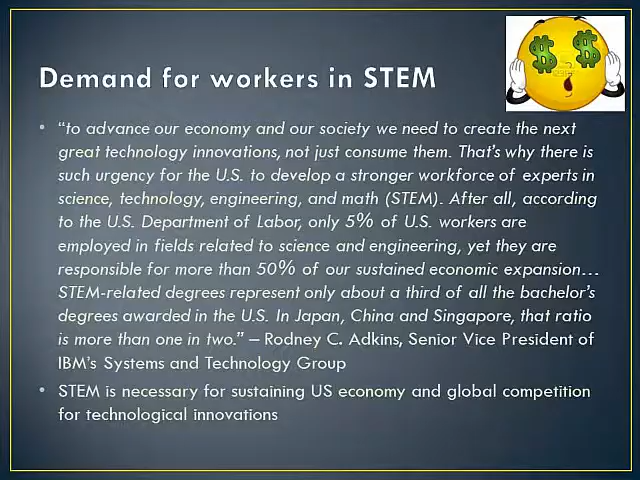 Demand for workers in STEM
• “to advance our economy and our society we need to create the next
great technology innovations, not just consume them. That’s why there is
such urgency for the U.S. to develop a stronger workforce of experts in
science, technology, engineering, and math (STEM). After all, according
to the U.S. Department of Labor, only 5% of U.S. workers are
employed in fields related to science and engineering, yet they are
responsible for more than 50% of our sustained economic expansion…
STEM-related degrees represent only about a third of all the bachelor’s
degrees awarded in the U.S. In Japan, China and Singapore, that ratio
is more than one in two.” – Rodney C. Adkins, Senior Vice President of
IBM’s Systems and Technology Group
• STEM is necessary for sustaining US economy and global competition
for technological innovations
$ $